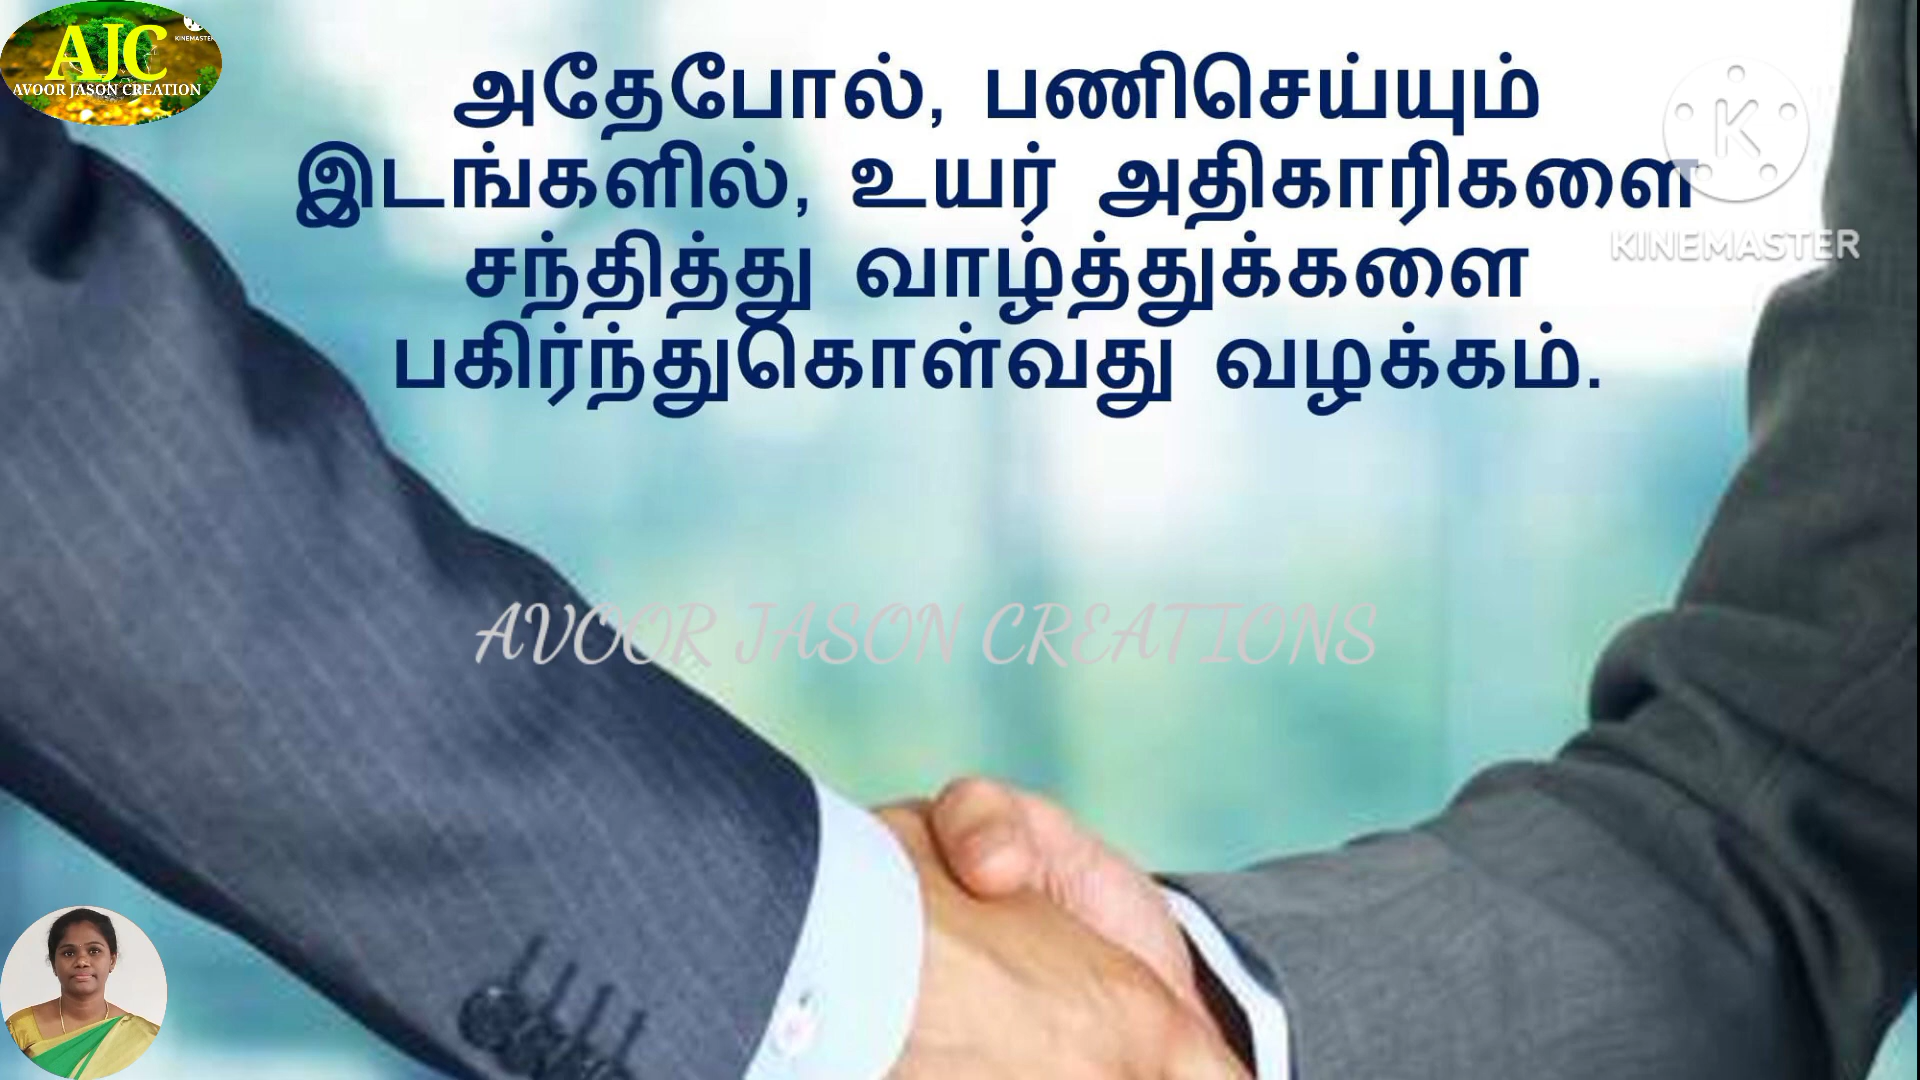 AJC
AVOOR JASON CREATION
KINEMASTER
அதேபோல், பணிசெய்யும்
இடங்களில், உயர் அதிகாரிகளை
சந்தித்து வாழ்த்துக்களை
பகிர்ந்துகொள்வது வழக்கம்.
K
KINEMASTER
AVOOR JASON CREATIONS